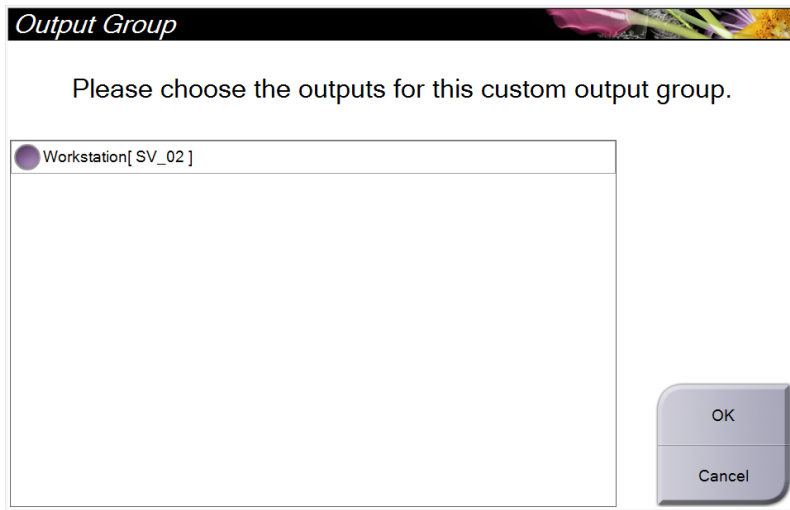 Output Group
Please choose the outputs for this custom output group.
Workstation[ SV_02 ]
OK
Cancel